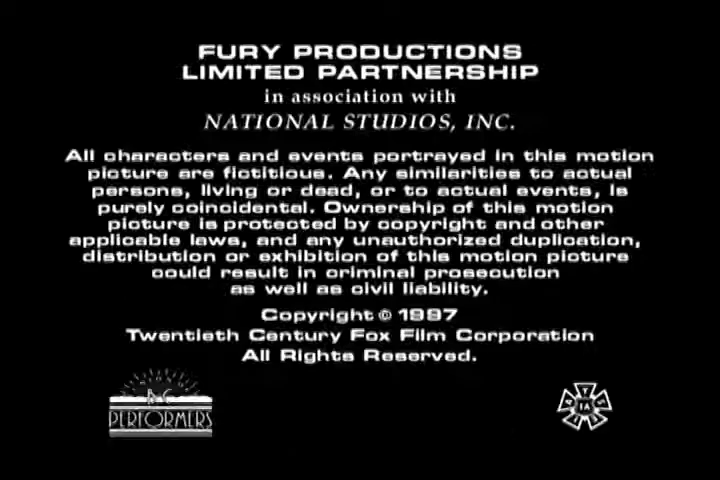 FURY PRODUCTIONS
LIMITED PARTNERSHIP
in association with
NATIONAL STUDIOS, INC.
All characters and events portrayed in this motion
picture are fictitious. Any similarities to actual
persons, living or dead, or to actual events, is
purely coincidental. Ownership of this motion
picture is protected by copyright and other
applicable laws, and any unauthorized duplication,
distribution or exhibition of this motion picture
could result in criminal prosecution
as well as civil liability.
Copyright © 1997
Twentieth Century Fox Film Corporation
All Rights Reserved.
PERFORMERS
IATSE